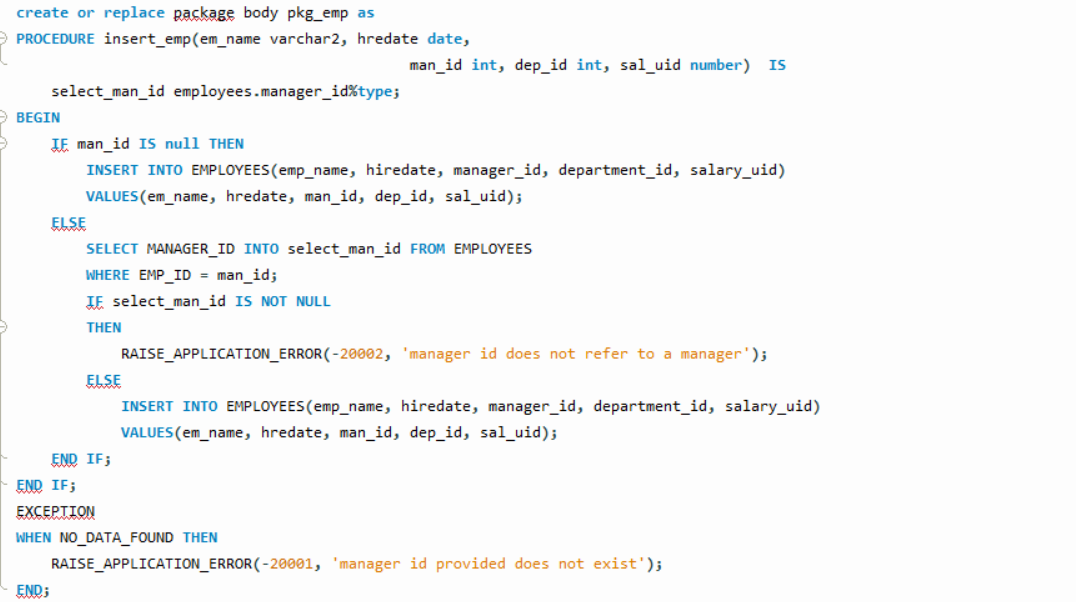 create or replace package body pkg_emp as
PROCEDURE insert_emp(em_name varchar2, hredate date,
man_id int, dep_id int, sal_uid number)  IS
select_man_id employees.manager_id%type;
BEGIN
IF man_id IS null THEN
INSERT INTO EMPLOYEES(emp_name, hiredate, manager_id, department_id, salary_uid)
VALUES(em_name, hredate, man_id, dep_id, sal_uid);
ELSE
SELECT MANAGER_ID INTO select_man_id FROM EMPLOYEES
WHERE EMP_ID = man_id;
IF select_man_id IS NOT NULL
THEN
RAISE_APPLICATION_ERROR(-20002, 'manager id does not refer to a manager');
ELSE
INSERT INTO EMPLOYEES(emp_name, hiredate, manager_id, department_id, salary_uid)
VALUES(em_name, hredate, man_id, dep_id, sal_uid);
END IF;
END IF;
EXCEPTION
WHEN NO_DATA_FOUND THEN
RAISE_APPLICATION_ERROR(-20001, 'manager id provided does not exist');
END;